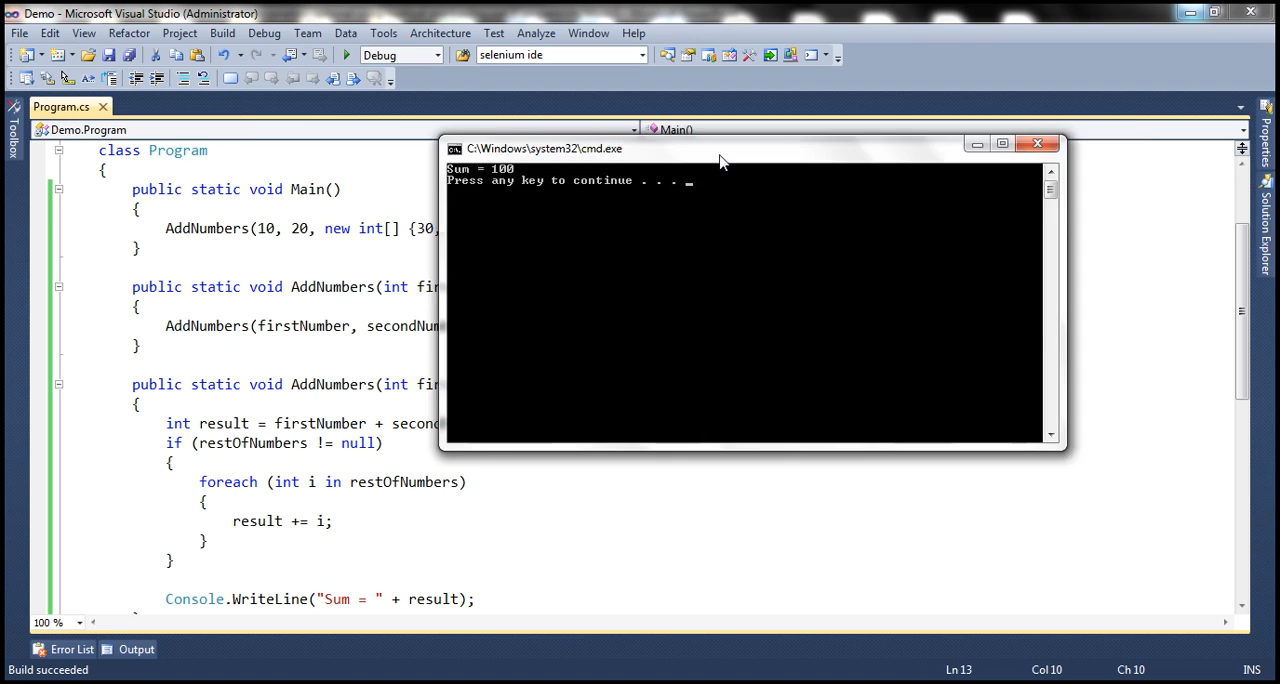 Demo - Microsoft Visual Studio (Administrator)
File Edit View Refactor Project Build Debug Team Data Tools Architecture Test Analyze Window Help
Debug selenium ide
Toolbox
Program.cs
Demo.Program
Main()
class Program
{
public static void Main()
{
AddNumbers(10, 20, new int[] {30,
}
public static void AddNumbers(int fi
{
AddNumbers(firstNumber, secondNu
}
public static void AddNumbers(int fi
{
int result = firstNumber + secon
if (restOfNumbers != null)
{
foreach (int i in restOfNumbers)
{
result += i;
}
}
Console.WriteLine("Sum = " + result);
C:\Windows\system32\cmd.exe
Sum = 100
Press any key to continue . . . _
Properties
Solution Explorer
100 %
Error List Output
Build succeeded Ln 13 Col 10 Ch 10 INS